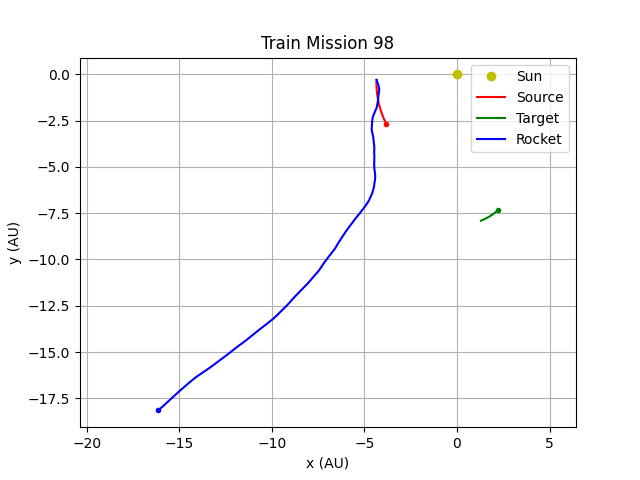 Train Mission 98
Sun
Source
Target
Rocket
0.0
−2.5
−5.0
−7.5
−10.0
−12.5
−15.0
−17.5
y (AU)
−20
−15
−10
−5
0
5
x (AU)